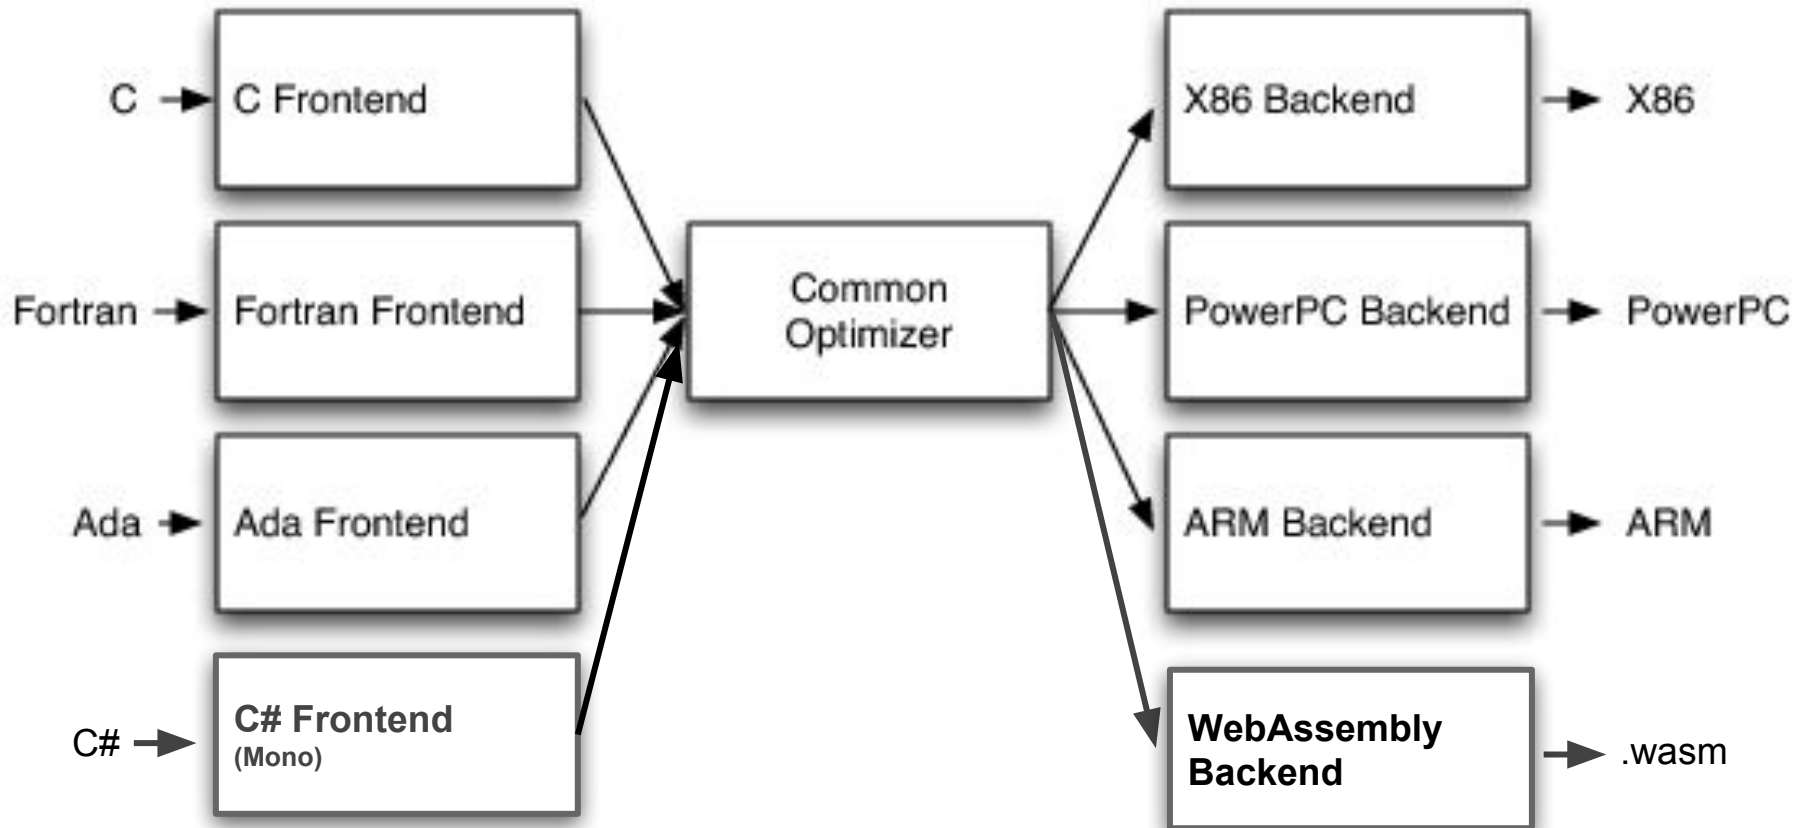 C
C Frontend
X86 Backend
X86
Fortran
Fortran Frontend
Common
Optimizer
PowerPC Backend
PowerPC
Ada
Ada Frontend
ARM Backend
ARM
C#
C# Frontend
(Mono)
WebAssembly
Backend
.wasm